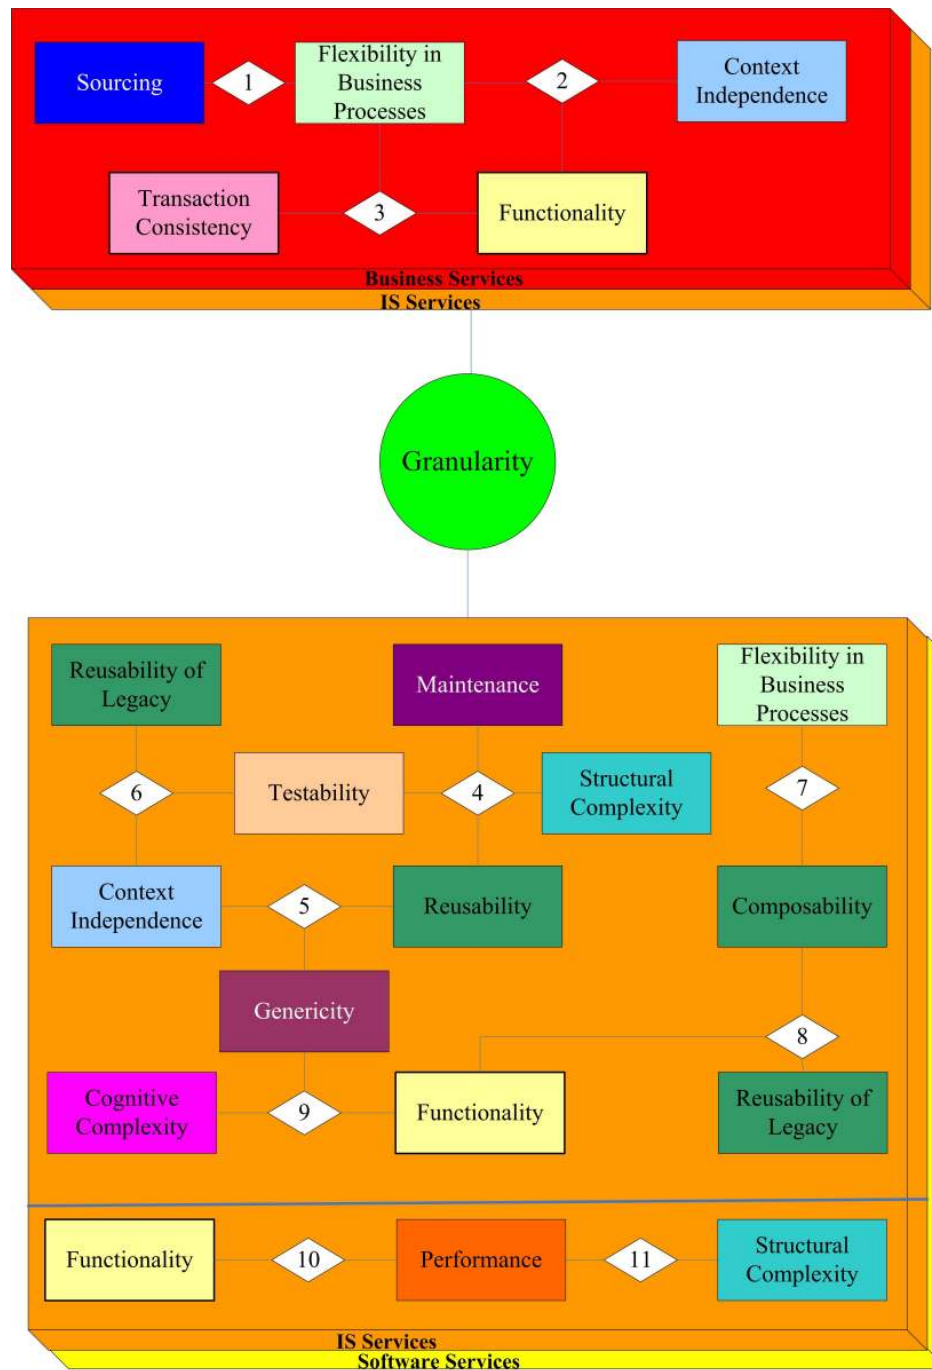 Sourcing
1
Flexibility in
Business
Processes
2
Context
Independence
Transaction
Consistency
3
Functionality
Business Services
IS Services
Granularity
Reusability of
Legacy
Maintenance
Flexibility in
Business
Processes
6
Testability
4
Structural
Complexity
7
Context
Independence
5
Reusability
Composability
Genericity
8
Cognitive
Complexity
9
Functionality
Reusability of
Legacy
Functionality
10
Performance
11
Structural
Complexity
IS Services
Software Services